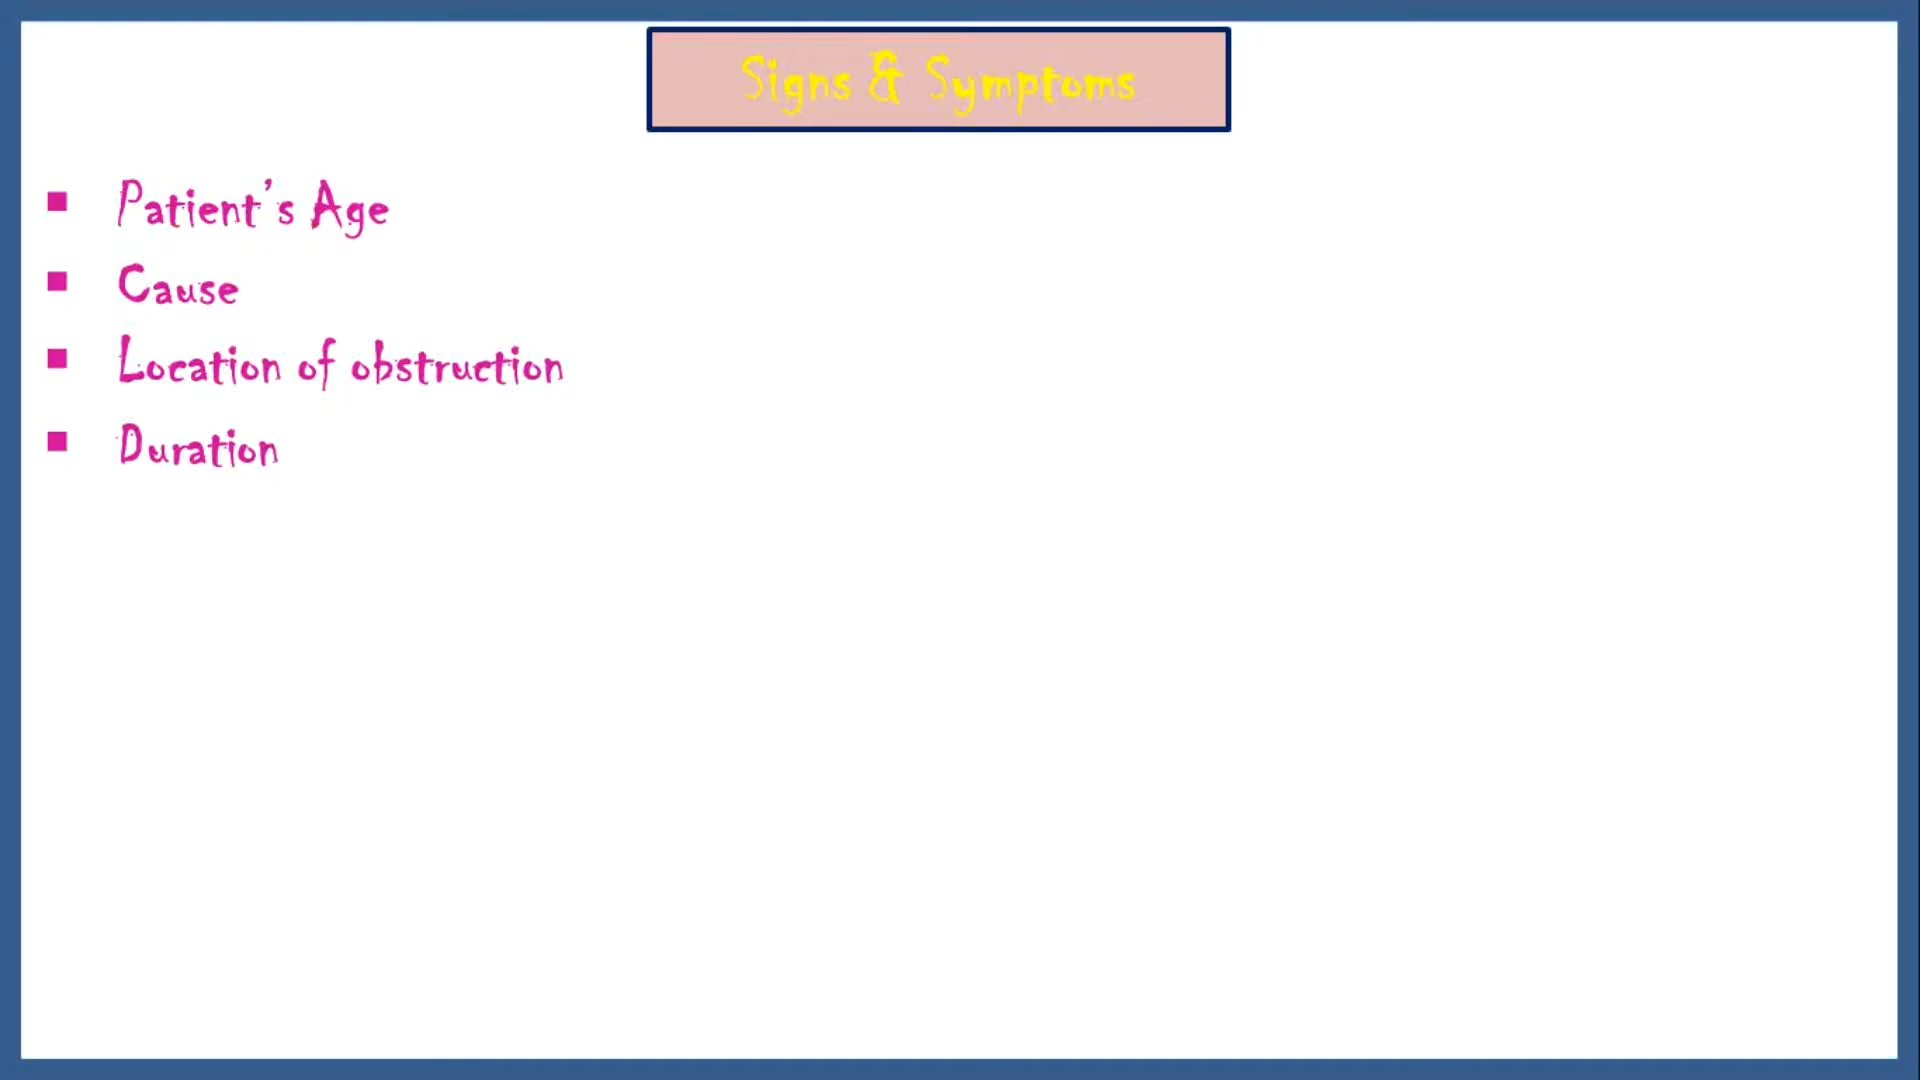 Signs & Symptoms
▪ Patient's Age
▪ Cause
▪ Location of obstruction
▪ Duration